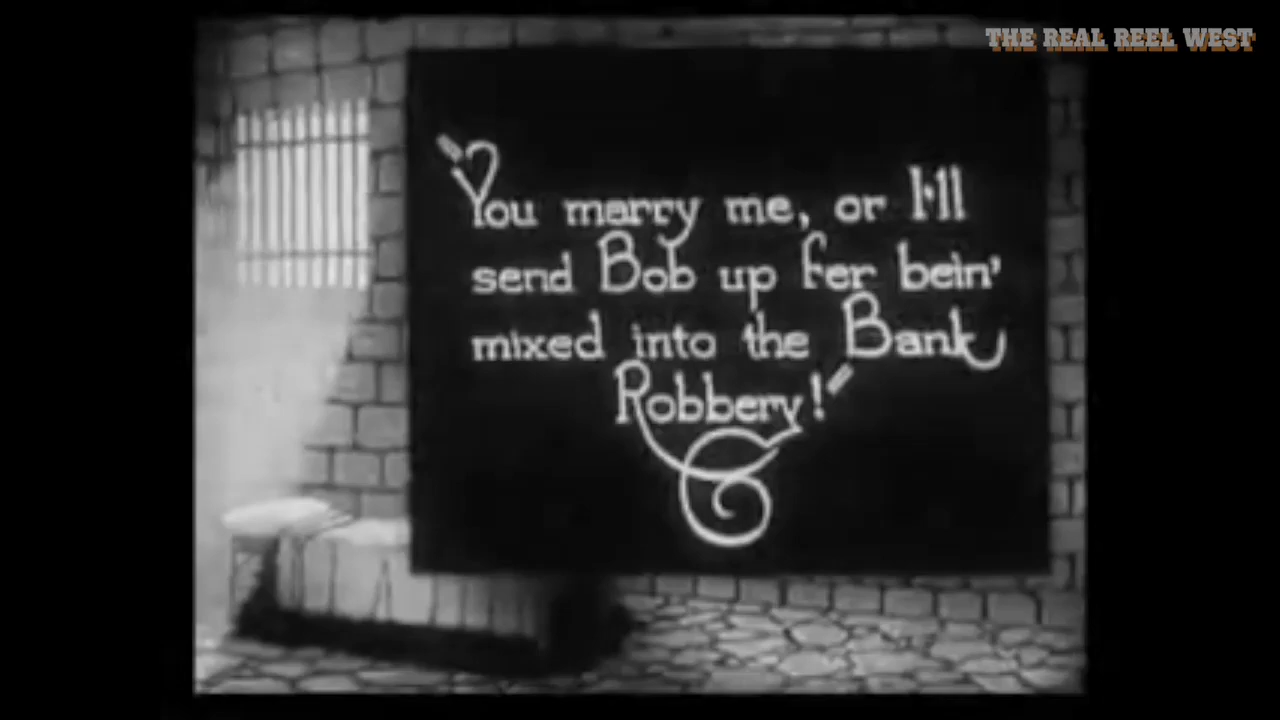 THE REAL REEL WEST
"You marry me, or I'll
send Bob up fer bein'
mixed into the Bank
Robbery!"